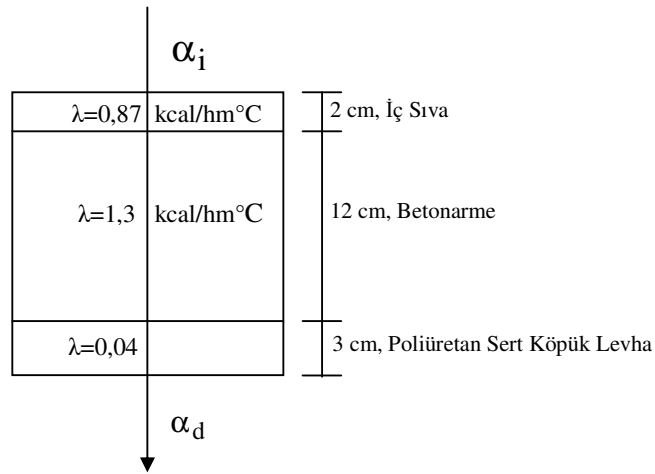 αi
λ=0,87 kcal/hm°C
2 cm, İç Sıva
λ=1,3 kcal/hm°C
12 cm, Betonarme
λ=0,04
3 cm, Poliüretan Sert Köpük Levha
αd